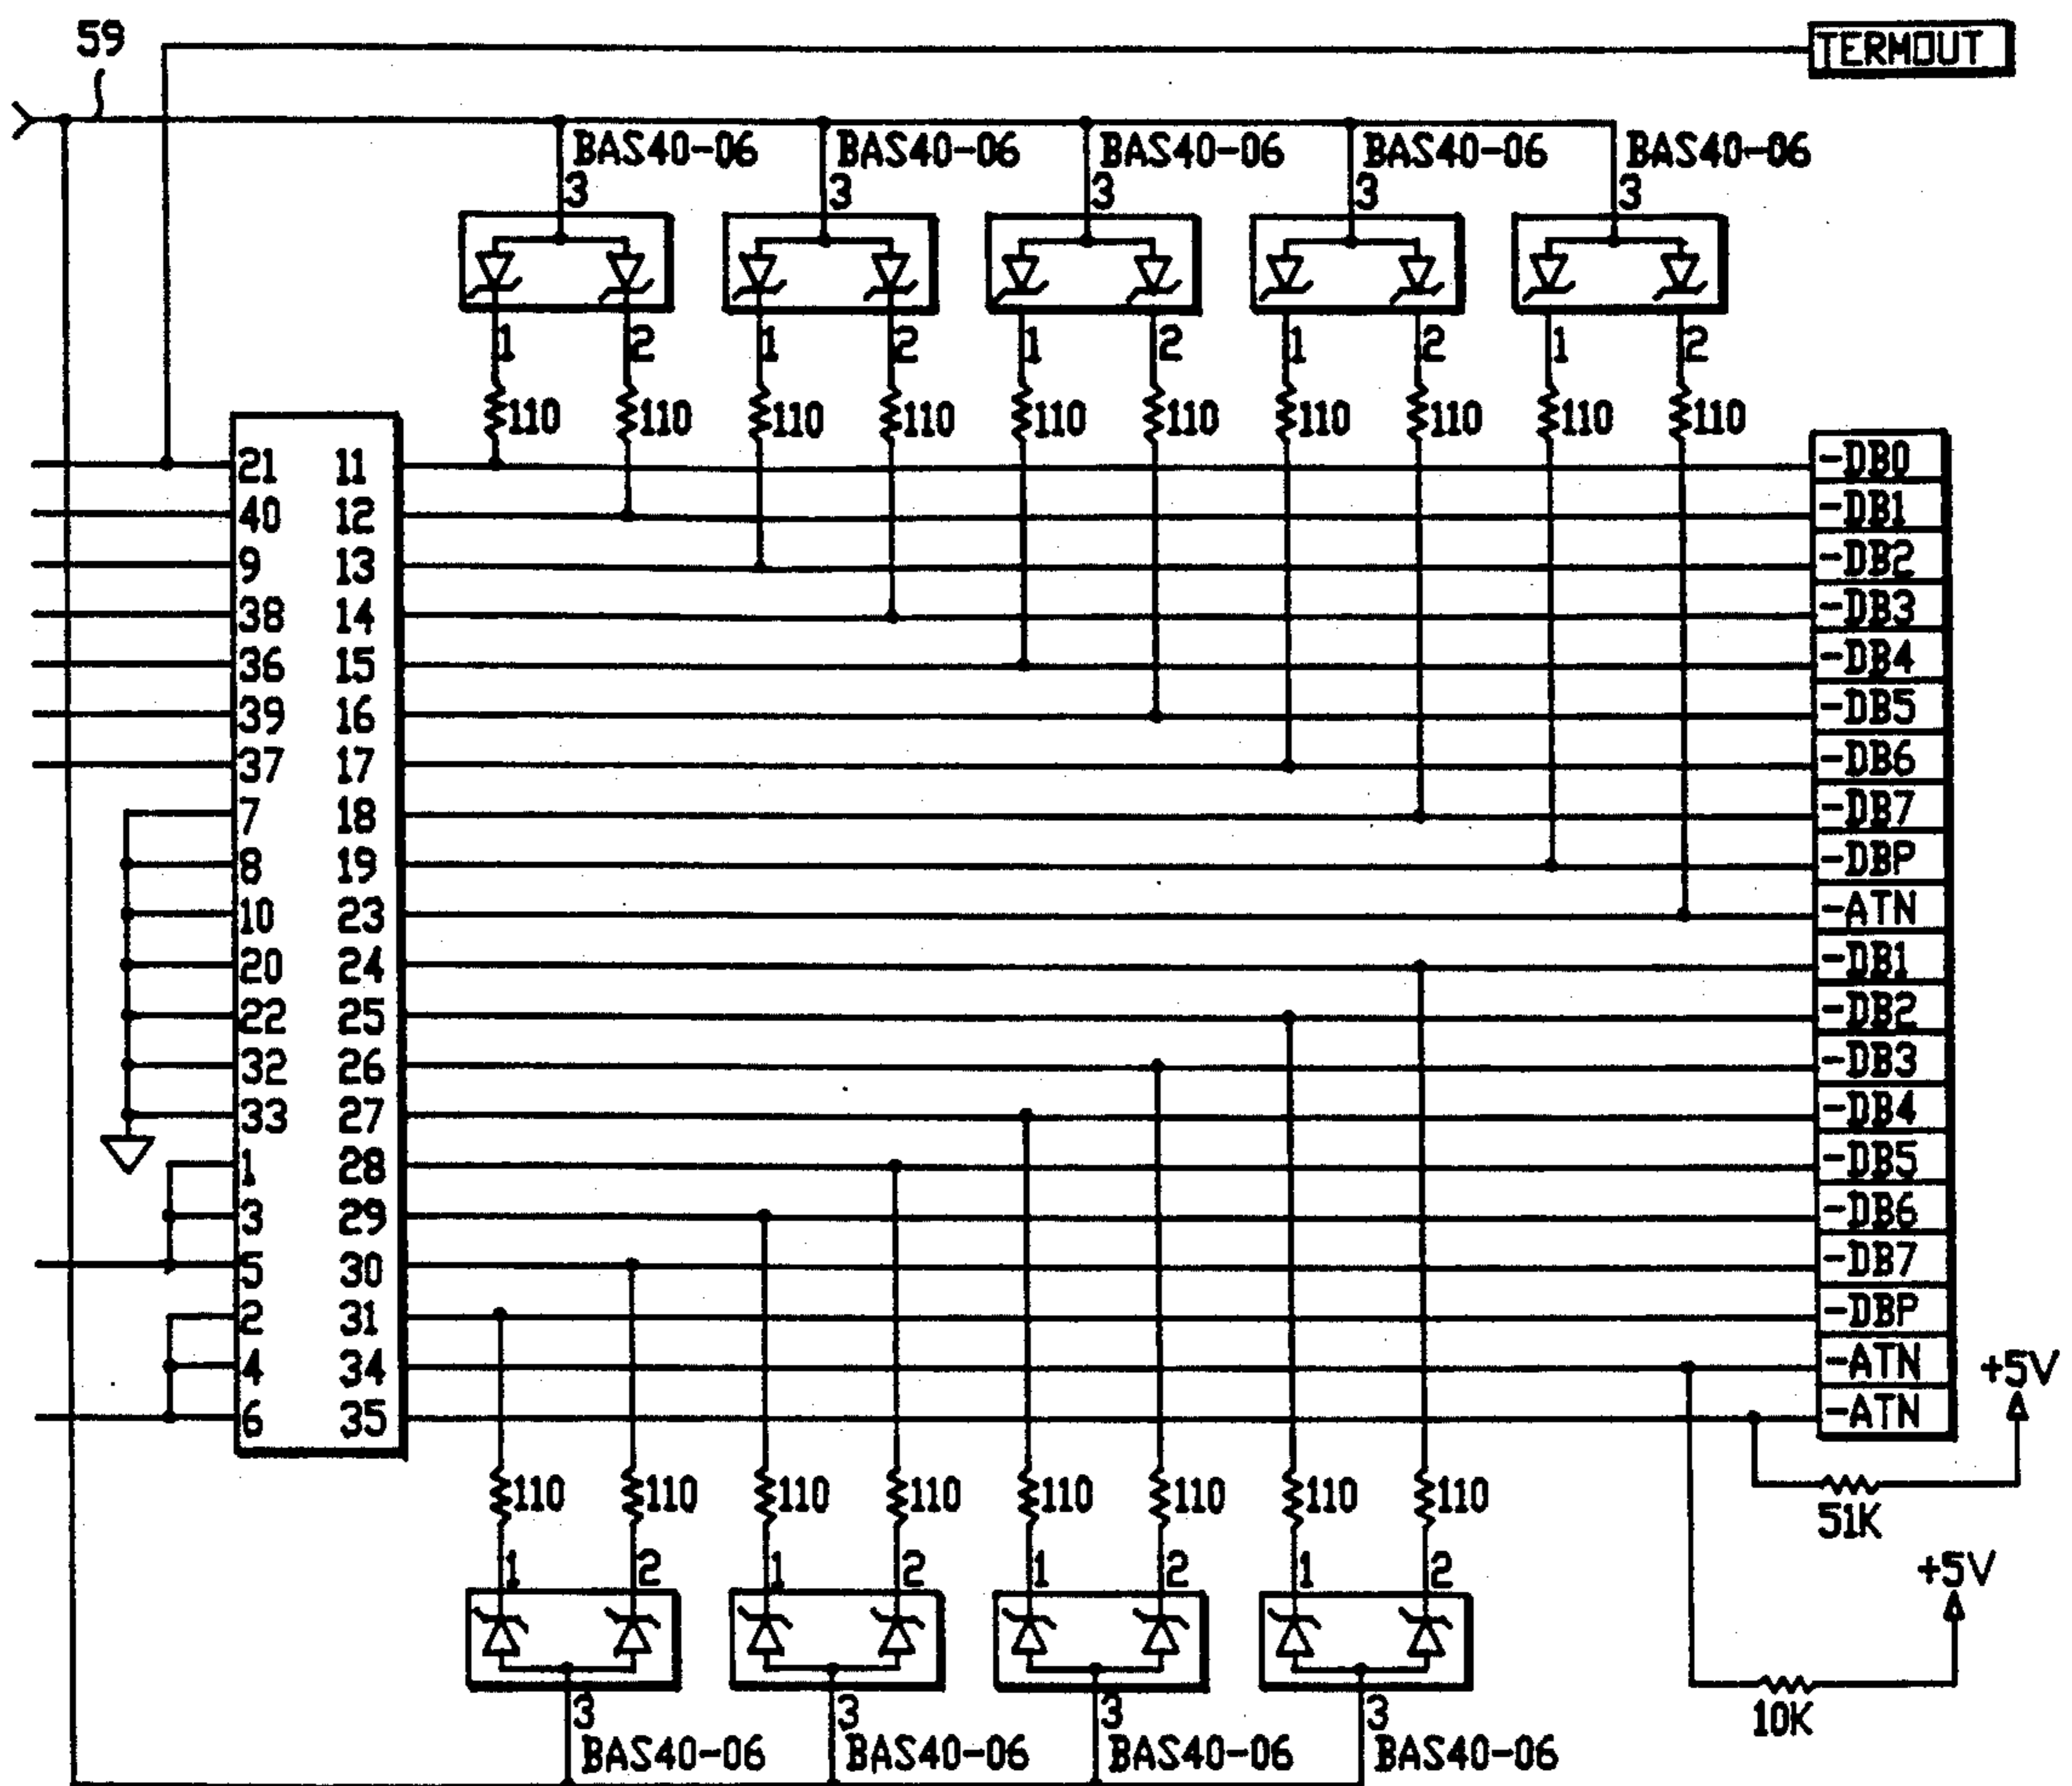 59
TERMOUT
BAS40-06 BAS40-06 BAS40-06 BAS40-06 BAS40-06
3 3 3 3 3
1 2 1 2 1 2 1 2 1 2
110 110 110 110 110 110 110 110 110 110
21 11 -DB0
40 12 -DB1
9 13 -DB2
38 14 -DB3
36 15 -DB4
39 16 -DB5
37 17 -DB6
7 18 -DB7
8 19 -DBP
10 23 -ATN
20 24 -DB1
22 25 -DB2
32 26 -DB3
33 27 -DB4
1 28 -DB5
3 29 -DB6
5 30 -DB7
2 31 -DBP
4 34 -ATN
+5V
6 35 -ATN
110 110 110 110 110 110 110 110
51K
1 2 1 2 1 2 1 2
+5V
3 3 3 3
10K
BAS40-06 BAS40-06 BAS40-06 BAS40-06